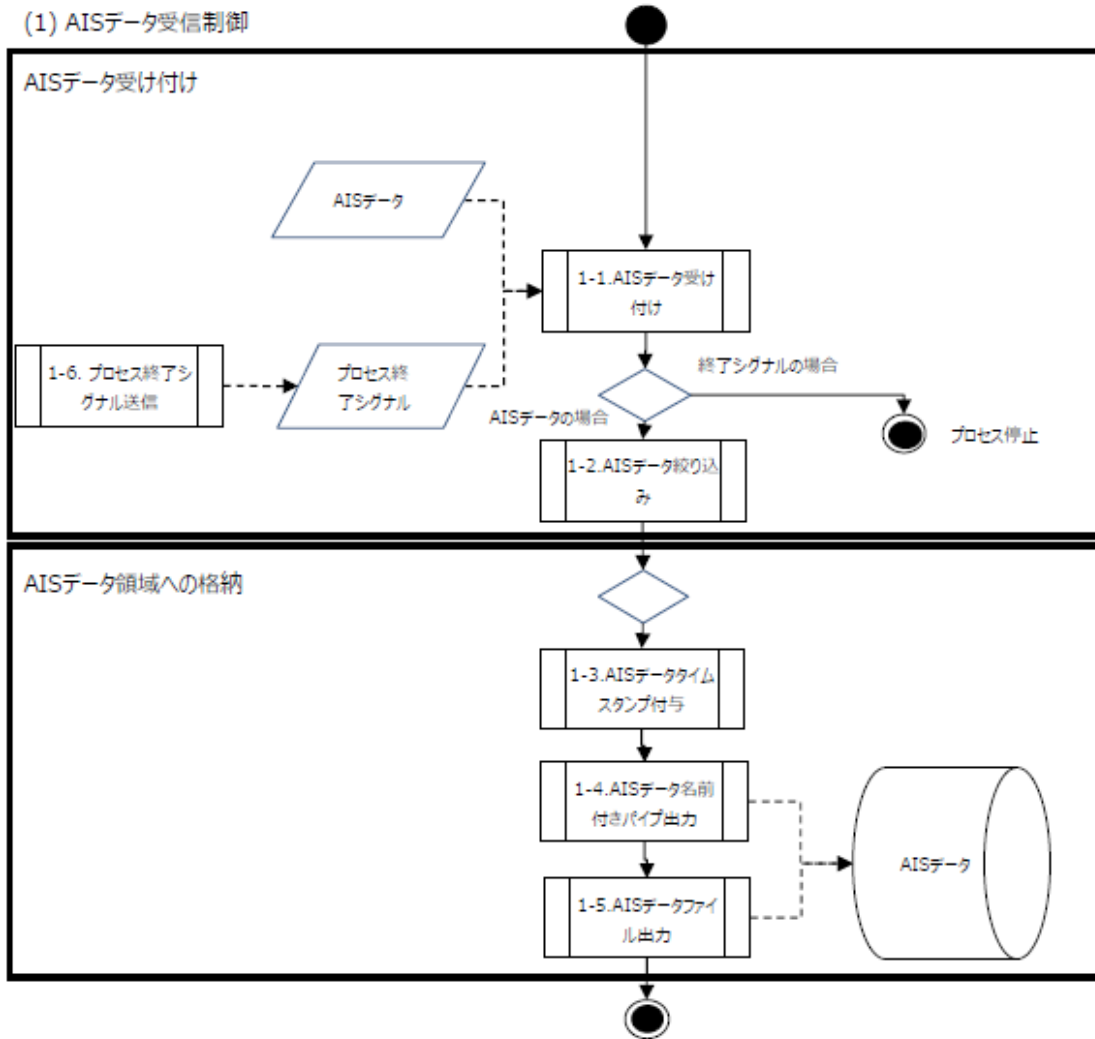 (1) AISデータ受信制御
AISデータ受け付け
AISデータ
1-1.AISデータ受け
付け
1-6. プロセス終了シ
グナル送信
プロセス終
了シグナル
終了シグナルの場合
AISデータの場合
プロセス停止
1-2.AISデータ絞り込
み
AISデータ領域への格納
1-3.AISデータタイム
スタンプ付与
1-4.AISデータ名前
付きパイプ出力
AISデータ
1-5.AISデータファイ
ル出力